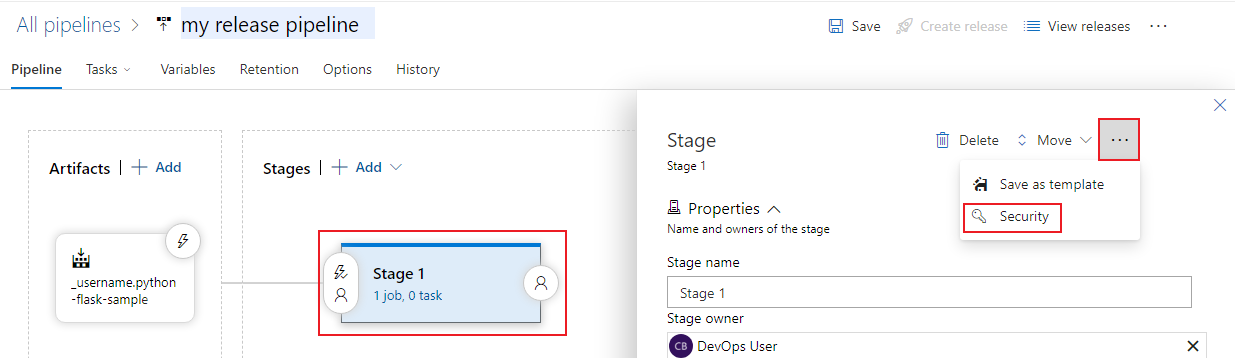 All pipelines > my release pipeline
Save Create release View releases ...
Pipeline Tasks Variables Retention Options History
Artifacts | + Add
Stages | + Add
_username.python
-flask-sample
Stage 1
1 job, 0 task
Stage
Stage 1
Delete Move ...
Save as template
Security
Properties
Name and owners of the stage
Stage name
Stage 1
Stage owner
CB DevOps User